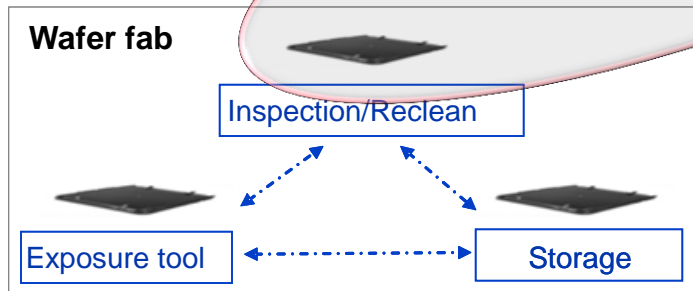 Wafer fab
Inspection/Reclean
Exposure tool
Storage